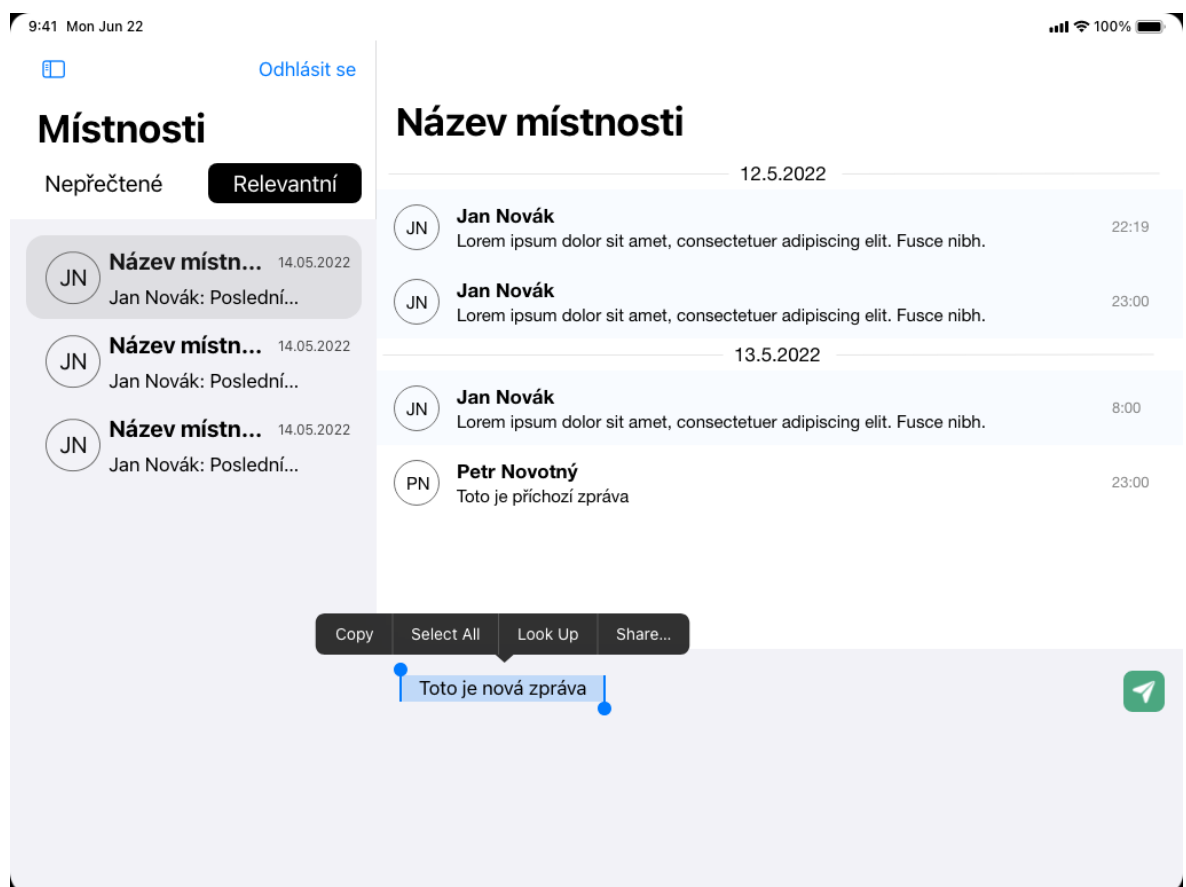 9:41 Mon Jun 22
100%
Odhlásit se
Místnosti
Nepřečtené
Relevantní
JN
Název místn...
14.05.2022
Jan Novák: Poslední...
JN
Název místn...
14.05.2022
Jan Novák: Poslední...
JN
Název místn...
14.05.2022
Jan Novák: Poslední...
Název místnosti
12.5.2022
JN
Jan Novák
22:19
Lorem ipsum dolor sit amet, consectetuer adipiscing elit. Fusce nibh.
JN
Jan Novák
23:00
Lorem ipsum dolor sit amet, consectetuer adipiscing elit. Fusce nibh.
13.5.2022
JN
Jan Novák
8:00
Lorem ipsum dolor sit amet, consectetuer adipiscing elit. Fusce nibh.
PN
Petr Novotný
23:00
Toto je příchozí zpráva
Copy
Select All
Look Up
Share...
Toto je nová zpráva